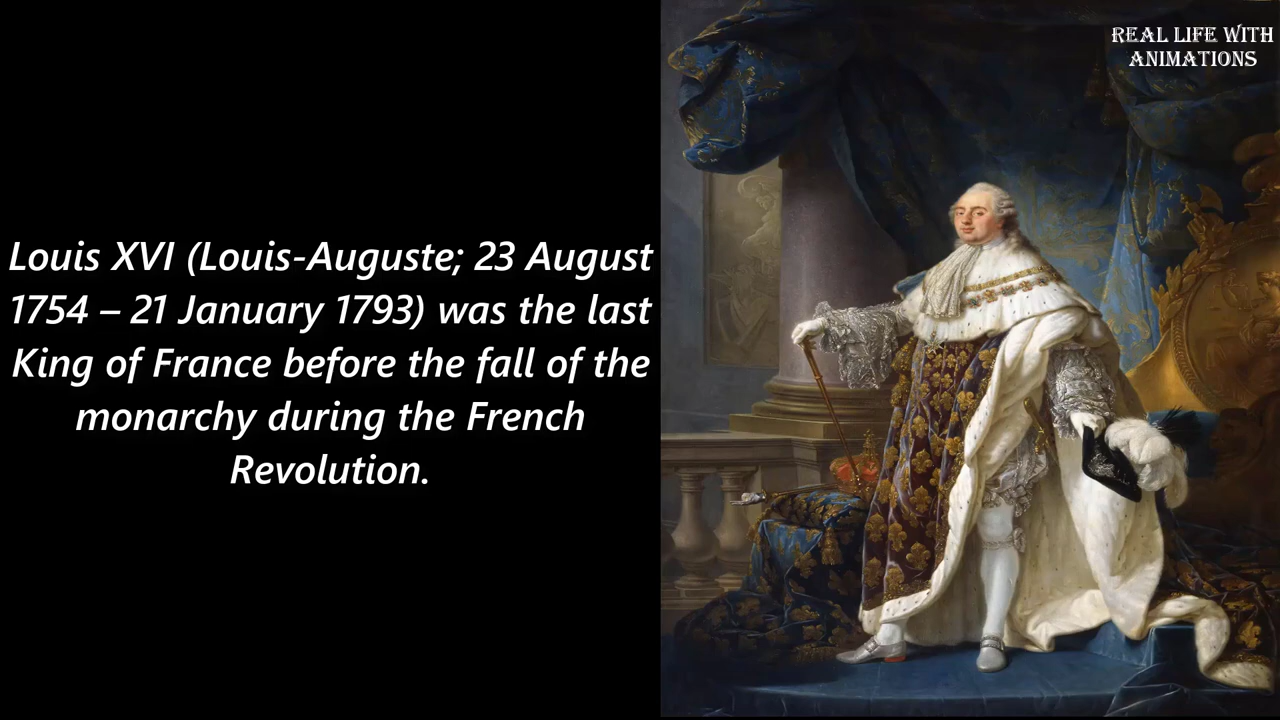 Louis XVI (Louis-Auguste; 23 August
1754 – 21 January 1793) was the last
King of France before the fall of the
monarchy during the French
Revolution.
REAL LIFE WITH
ANIMATIONS